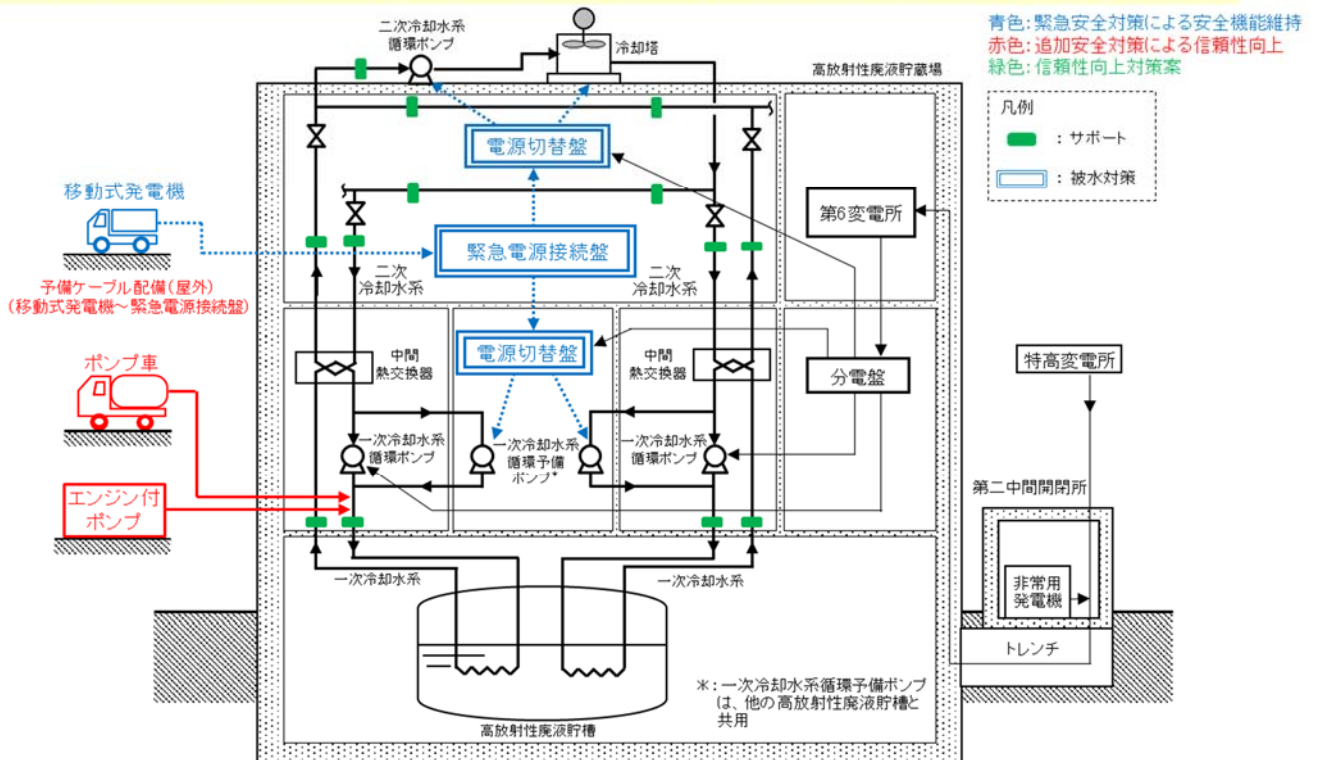 青色：緊急安全対策による安全機能維持
赤色：追加安全対策による信頼性向上
緑色：信頼性向上対策案
凡例
：サポート
：被水対策
二次冷却水系
循環ポンプ
冷却塔
高放射性廃液貯蔵場
電源切替盤
移動式発電機
第6変電所
緊急電源接続盤
二次
冷却水系
二次
冷却水系
予備ケーブル配備(屋外)
(移動式発電機～緊急電源接続盤)
電源切替盤
中間
熱交換器
中間
熱交換器
分電盤
特高変電所
ポンプ車
一次冷却水系
循環ポンプ
一次冷却水系
循環予備
ポンプ*
一次冷却水系
循環ポンプ
エンジン付
ポンプ
第二中間開閉所
一次冷却水系
一次冷却水系
非常用
発電機
トレンチ
＊：一次冷却水系循環予備ポンプ
は、他の高放射性廃液貯槽と
共用
高放射性廃液貯槽